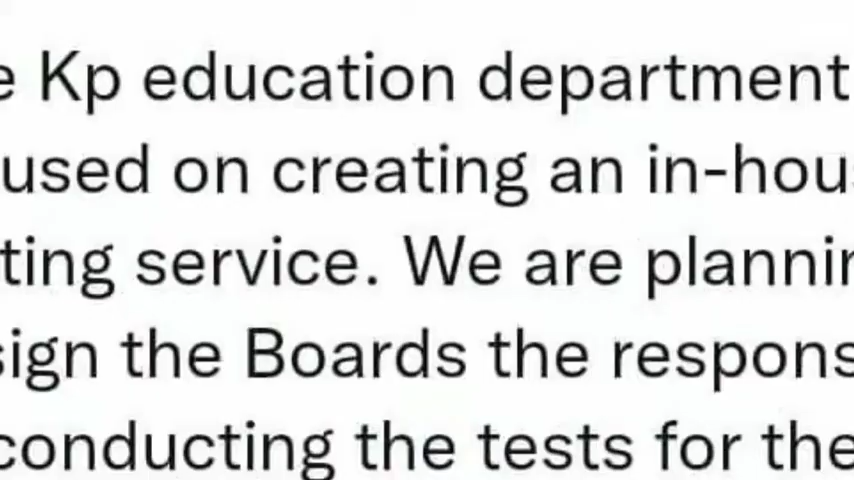 e Kp education department
used on creating an in-hou
ting service. We are plannin
sign the Boards the respons
conducting the tests for the